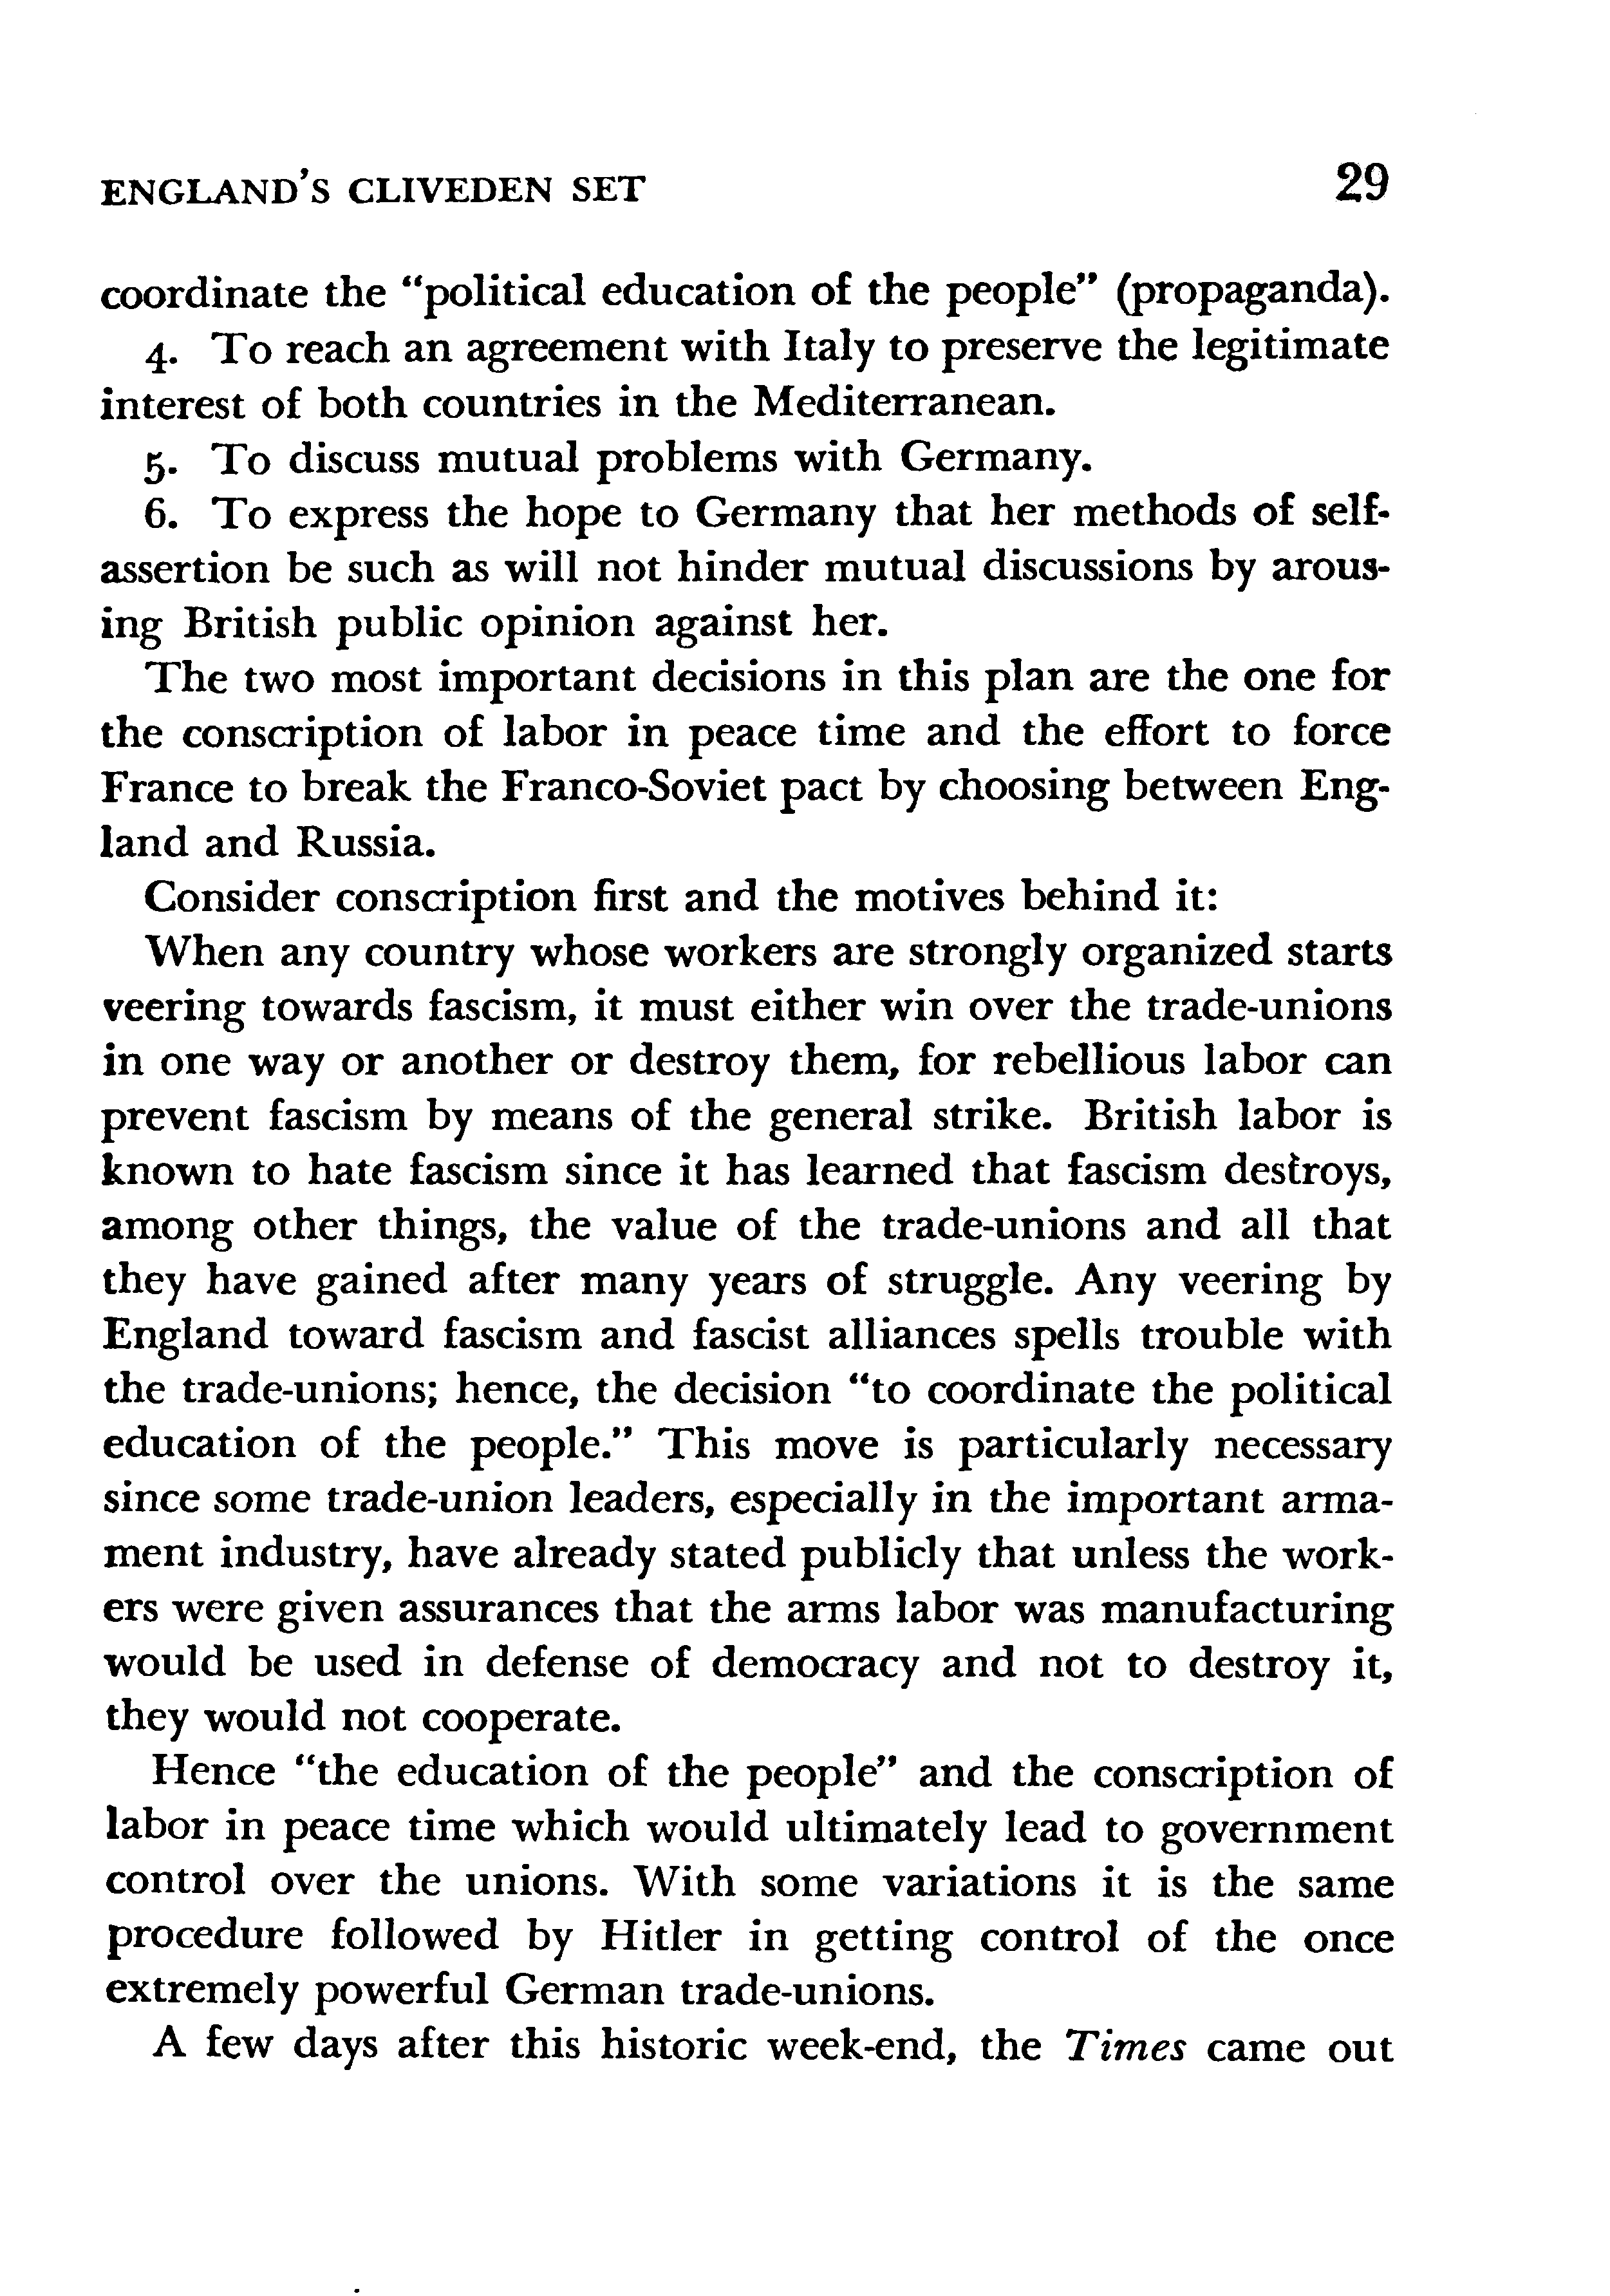 ENGLAND'S CLIVEDEN SET 29
coordinate the "political education of the people" (propaganda).
4. To reach an agreement with Italy to preserve the legitimate
interest of both countries in the Mediterranean.
5. To discuss mutual problems with Germany.
6. To express the hope to Germany that her methods of self-
assertion be such as will not hinder mutual discussions by arous-
ing British public opinion against her.
The two most important decisions in this plan are the one for
the conscription of labor in peace time and the effort to force
France to break the Franco-Soviet pact by choosing between Eng-
land and Russia.
Consider conscription first and the motives behind it:
When any country whose workers are strongly organized starts
veering towards fascism, it must either win over the trade-unions
in one way or another or destroy them, for rebellious labor can
prevent fascism by means of the general strike. British labor is
known to hate fascism since it has learned that fascism destroys,
among other things, the value of the trade-unions and all that
they have gained after many years of struggle. Any veering by
England toward fascism and fascist alliances spells trouble with
the trade-unions; hence, the decision "to coordinate the political
education of the people." This move is particularly necessary
since some trade-union leaders, especially in the important arma-
ment industry, have already stated publicly that unless the work-
ers were given assurances that the arms labor was manufacturing
would be used in defense of democracy and not to destroy it,
they would not cooperate.
Hence "the education of the people" and the conscription of
labor in peace time which would ultimately lead to government
control over the unions. With some variations it is the same
procedure followed by Hitler in getting control of the once
extremely powerful German trade-unions.
A few days after this historic week-end, the Times came out